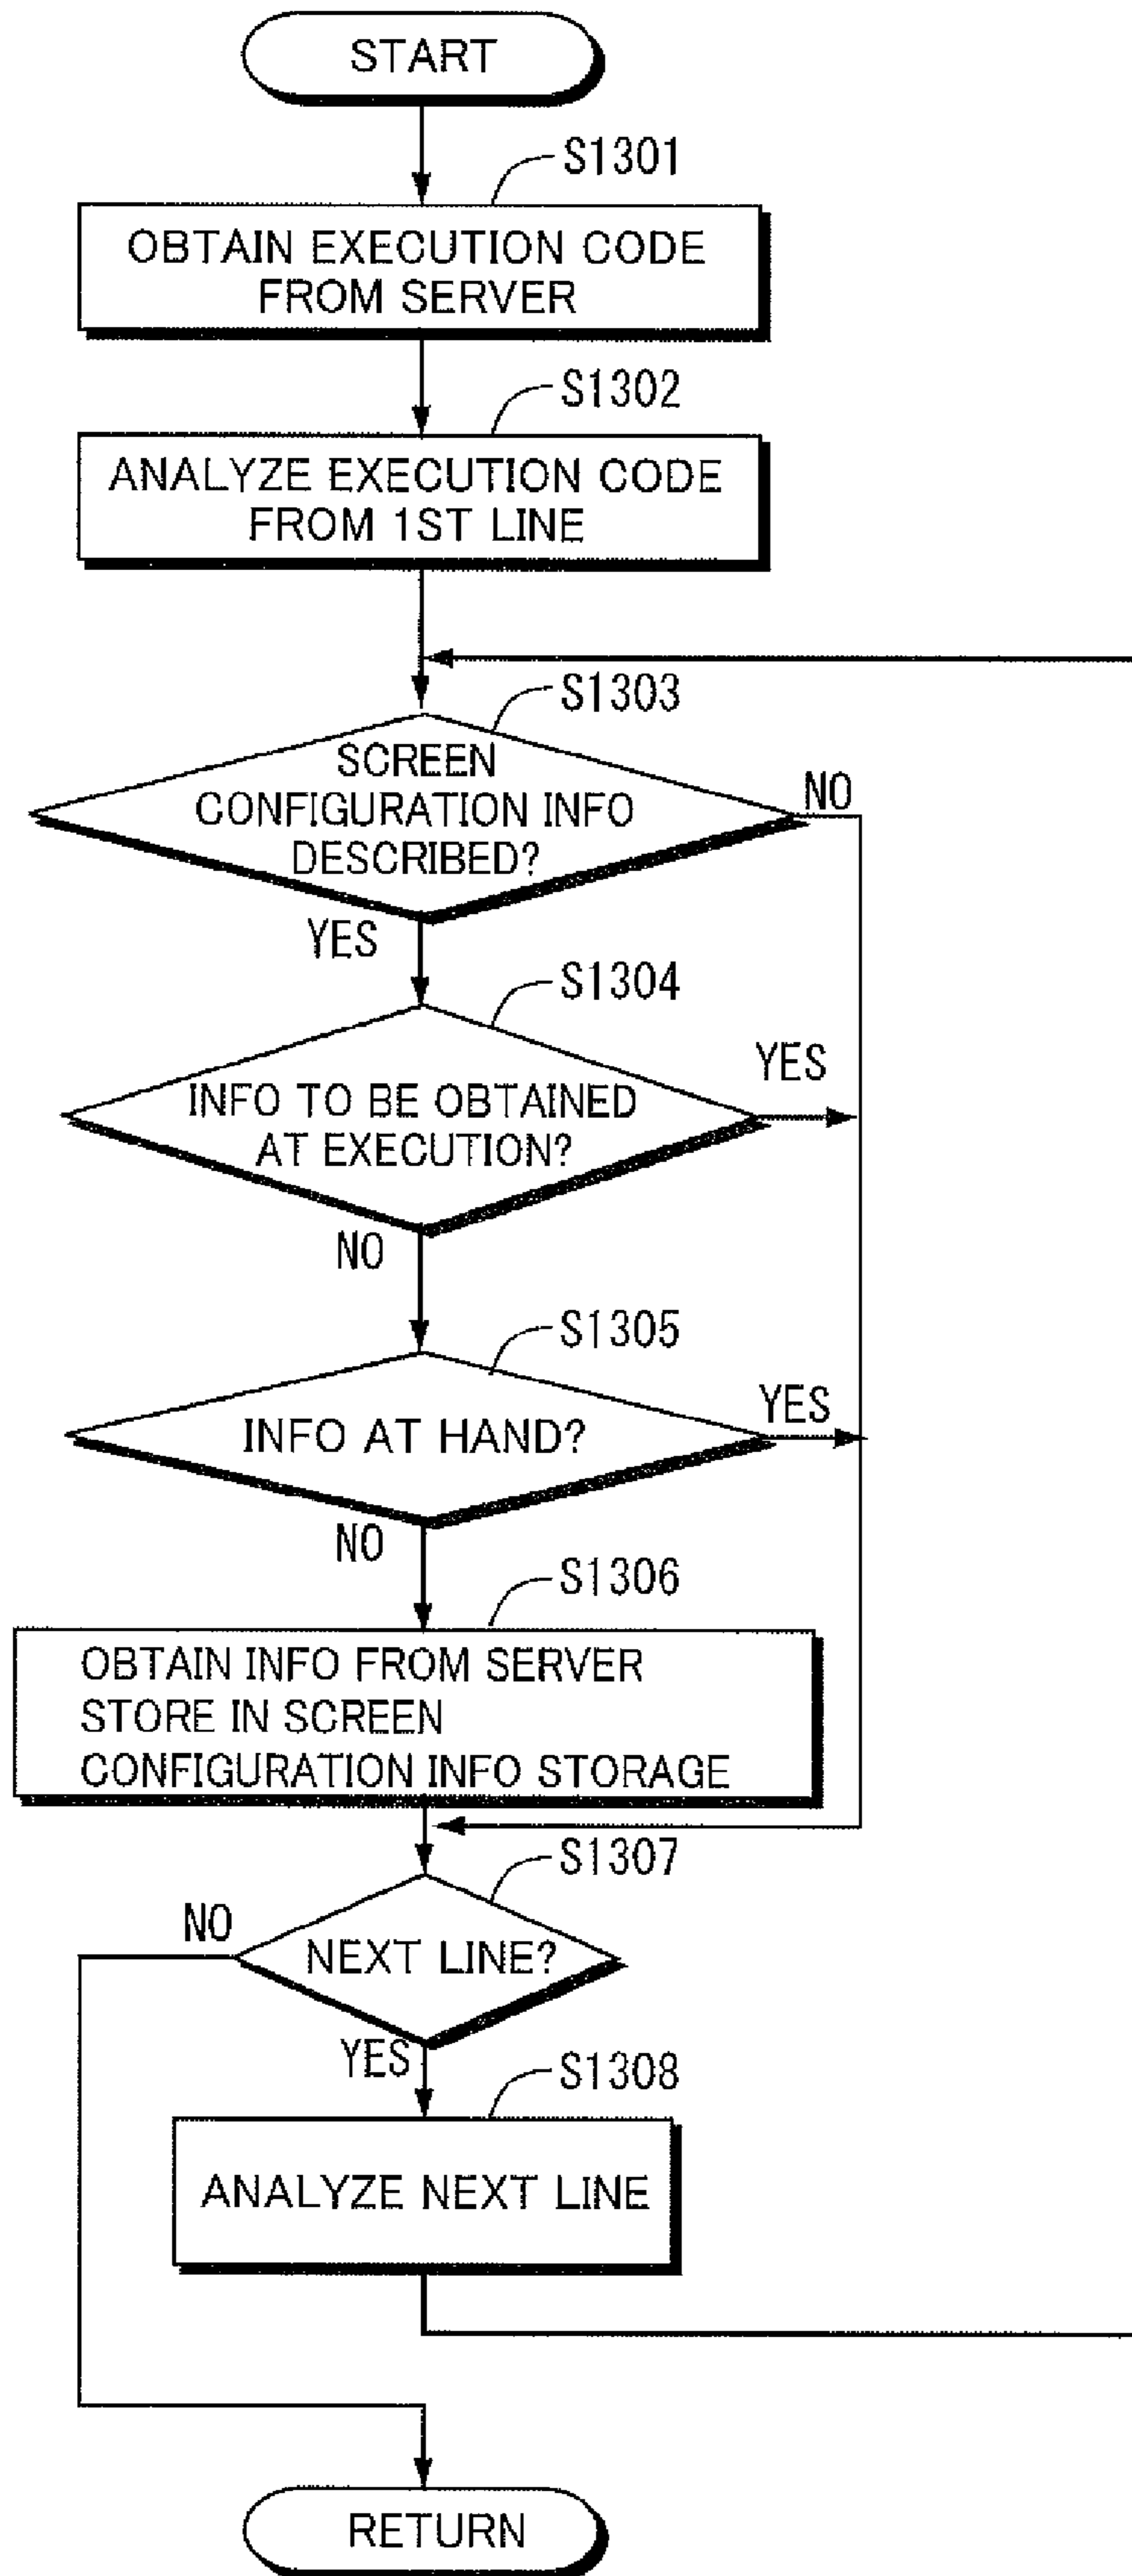 START
S1301
OBTAIN EXECUTION CODE
FROM SERVER
S1302
ANALYZE EXECUTION CODE
FROM 1ST LINE
S1303
SCREEN
CONFIGURATION INFO
DESCRIBED?
NO
YES
S1304
INFO TO BE OBTAINED
AT EXECUTION?
YES
NO
S1305
INFO AT HAND?
YES
NO
S1306
OBTAIN INFO FROM SERVER
STORE IN SCREEN
CONFIGURATION INFO STORAGE
S1307
NEXT LINE?
NO
YES
S1308
ANALYZE NEXT LINE
RETURN